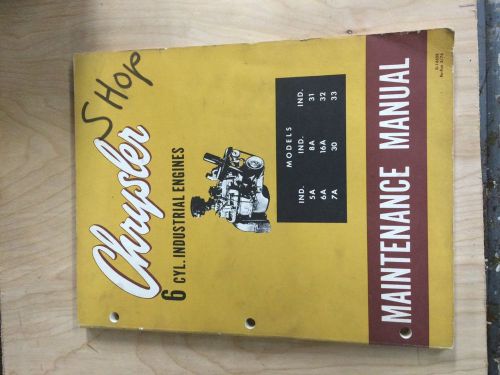 SHOP
Chrysler
6 CYL. INDUSTRIAL ENGINES
MODELS
IND. IND. IND.
5A 8A 31
6A 16A 32
7A 30 33
MAINTENANCE MANUAL